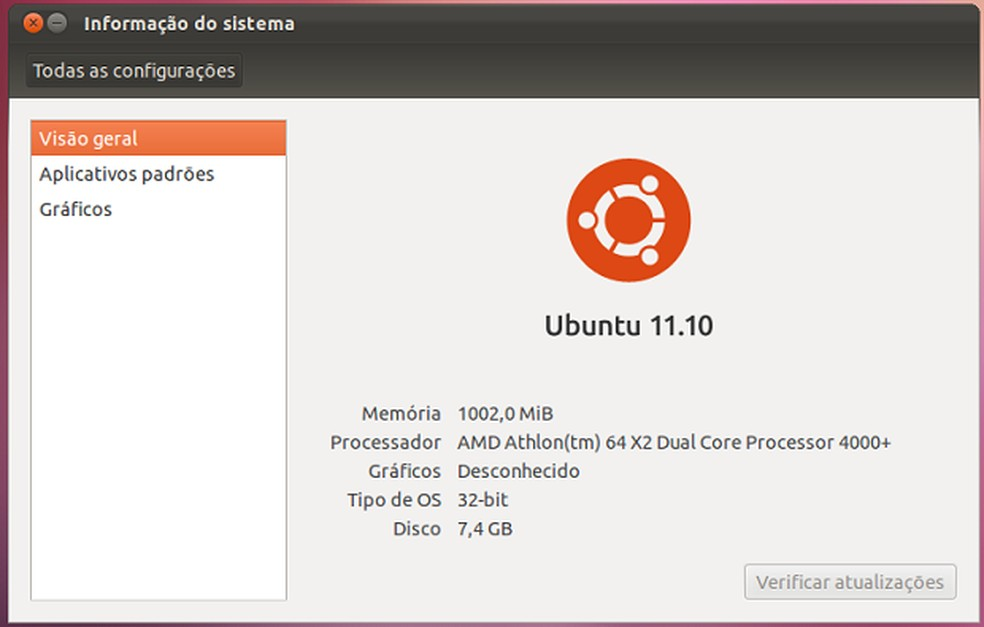 Informação do sistema
Todas as configurações
Visão geral
Aplicativos padrões
Gráficos
Ubuntu 11.10
Memória 1002,0 MiB
Processador AMD Athlon(tm) 64 X2 Dual Core Processor 4000+
Gráficos Desconhecido
Tipo de OS 32-bit
Disco 7,4 GB
Verificar atualizações